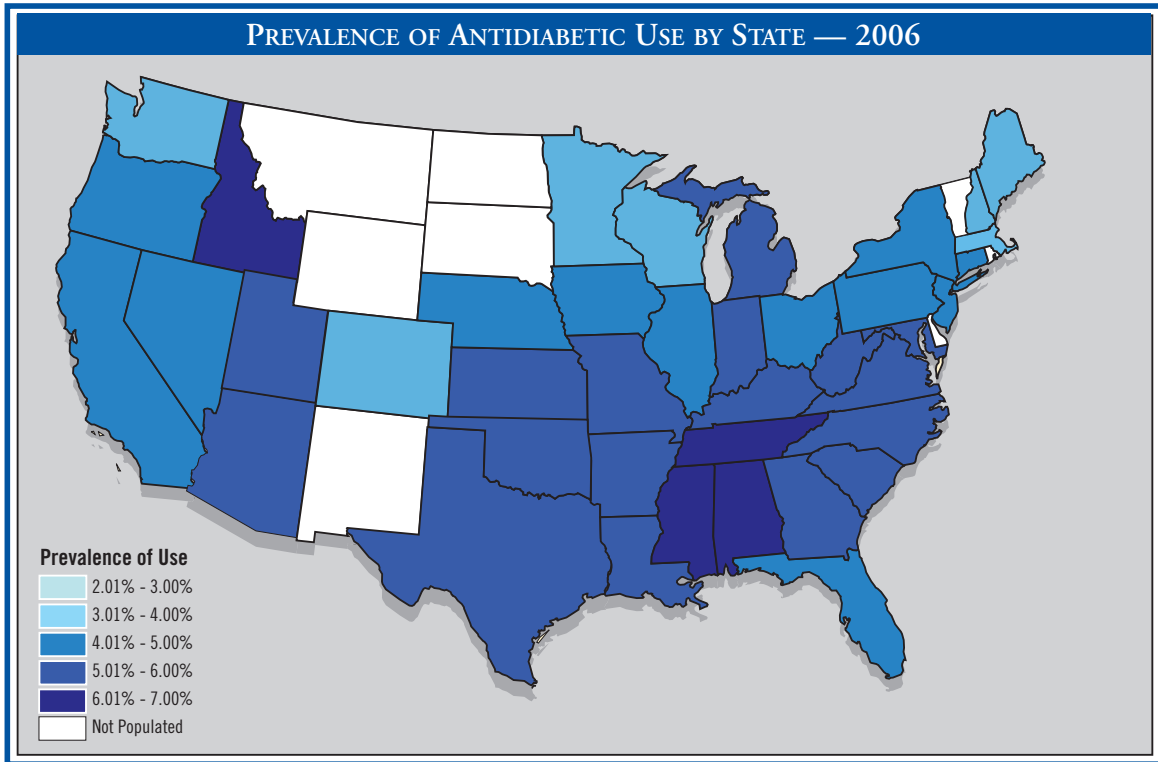 PREVALENCE OF ANTIDIABETIC USE BY STATE — 2006
Prevalence of Use
2.01% - 3.00%
3.01% - 4.00%
4.01% - 5.00%
5.01% - 6.00%
6.01% - 7.00%
Not Populated